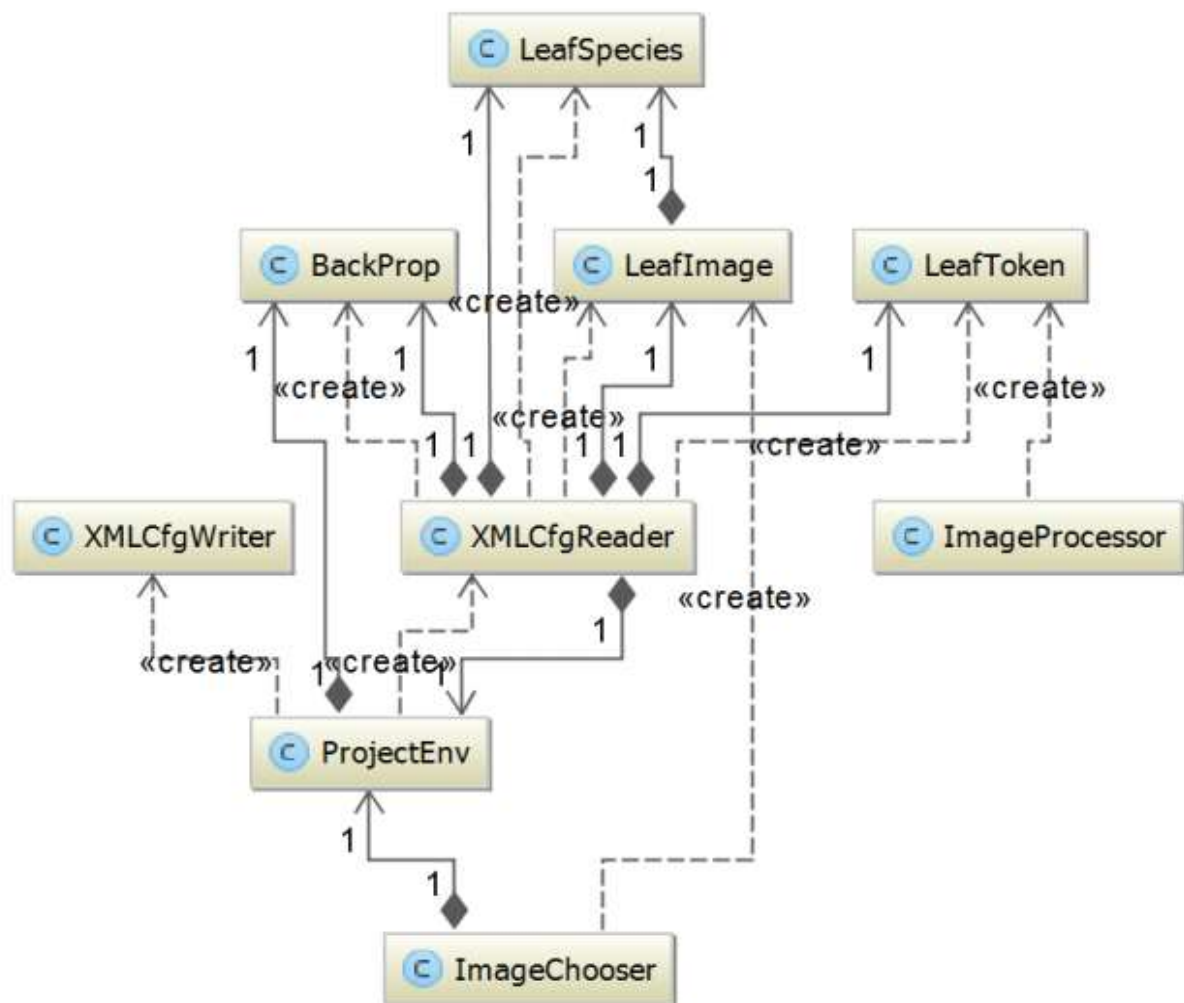 C LeafSpecies
1
1
1
C BackProp
C LeafImage
C LeafToken
«create»
1
1
1
1
«create»
«create»
«create»
«create»
1
1
1
1
C XMLCfgWriter
C XMLCfgReader
C ImageProcessor
«create»
1
«create»
«create»
1
1
C ProjectEnv
1
1
C ImageChooser